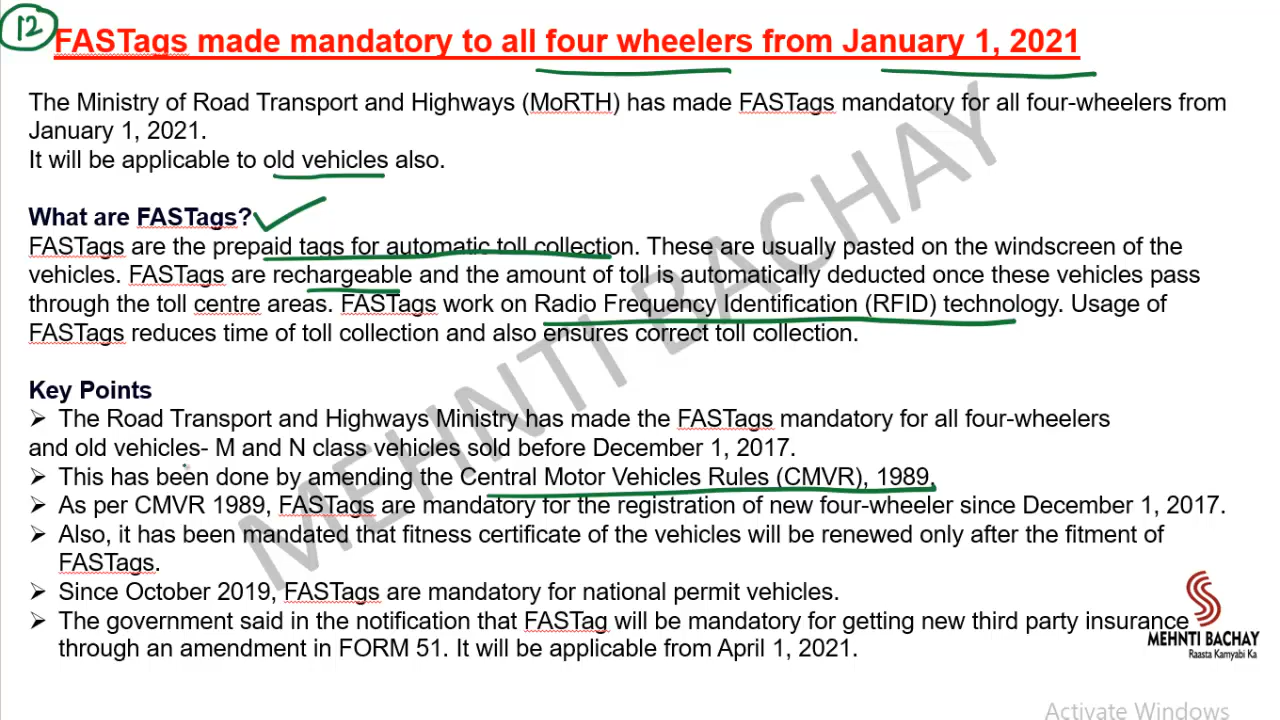 12
FASTags made mandatory to all four wheelers from January 1, 2021
The Ministry of Road Transport and Highways (MoRTH) has made FASTags mandatory for all four-wheelers from
January 1, 2021.
It will be applicable to old vehicles also.
What are FASTags?
FASTags are the prepaid tags for automatic toll collection. These are usually pasted on the windscreen of the
vehicles. FASTags are rechargeable and the amount of toll is automatically deducted once these vehicles pass
through the toll centre areas. FASTags work on Radio Frequency Identification (RFID) technology. Usage of
FASTags reduces time of toll collection and also ensures correct toll collection.
Key Points
➢ The Road Transport and Highways Ministry has made the FASTags mandatory for all four-wheelers
and old vehicles- M and N class vehicles sold before December 1, 2017.
➢ This has been done by amending the Central Motor Vehicles Rules (CMVR), 1989.
➢ As per CMVR 1989, FASTags are mandatory for the registration of new four-wheeler since December 1, 2017.
➢ Also, it has been mandated that fitness certificate of the vehicles will be renewed only after the fitment of
FASTags.
➢ Since October 2019, FASTags are mandatory for national permit vehicles.
➢ The government said in the notification that FASTag will be mandatory for getting new third party insurance
through an amendment in FORM 51. It will be applicable from April 1, 2021.
MEHNTI BACHAY
MEHNTI BACHAY
Raasta Kamyabi Ka
Activate Windows